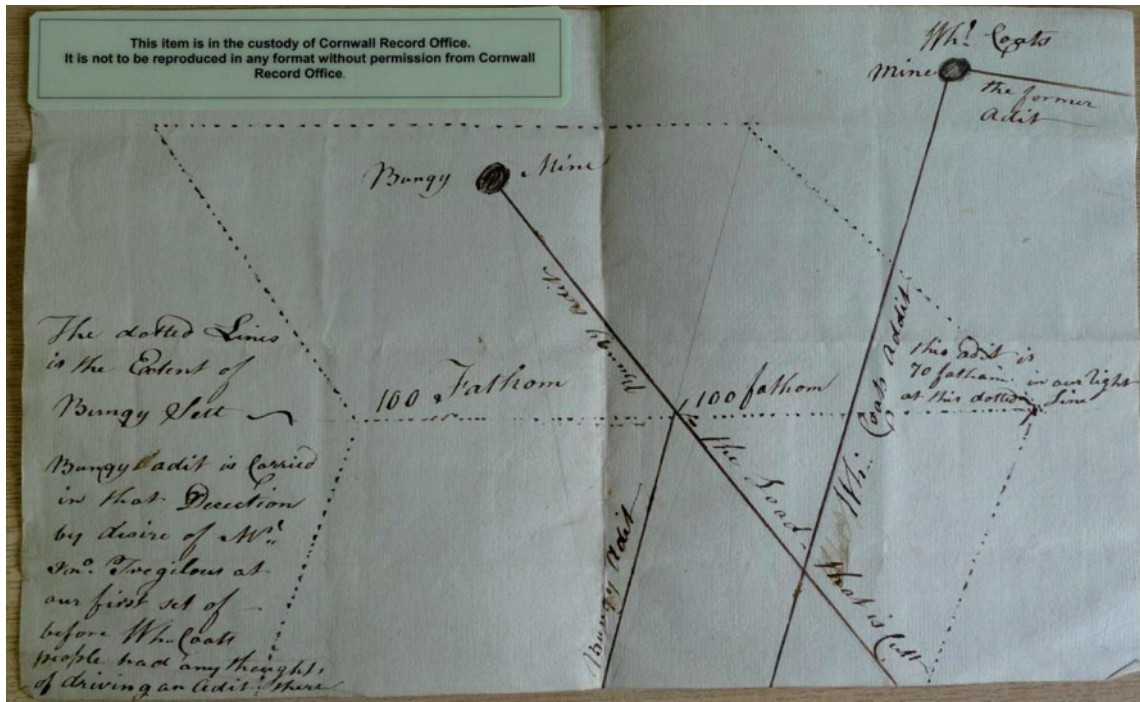 This item is in the custody of Cornwall Record Office.
It is not to be reproduced in any format without permission from Cornwall
Record Office.
Whl. Coats
Mine
the former
adit
Bungy Mine
Bungy Adit
The dotted Lines
is the Extent of
Bungy Sett
100 Fathom
100 fathom
Whl. Coats Addit
this adit is
70 fatham in our right
at this dotted Line
Bungy adit is Carried
in that Derection
by desire of Mr.
Jno. Tregilous at
our first set of
before Whl. Coats
people had any thoughts
of driving an Adit there
Bungy Adit
the Load
that is Cutt